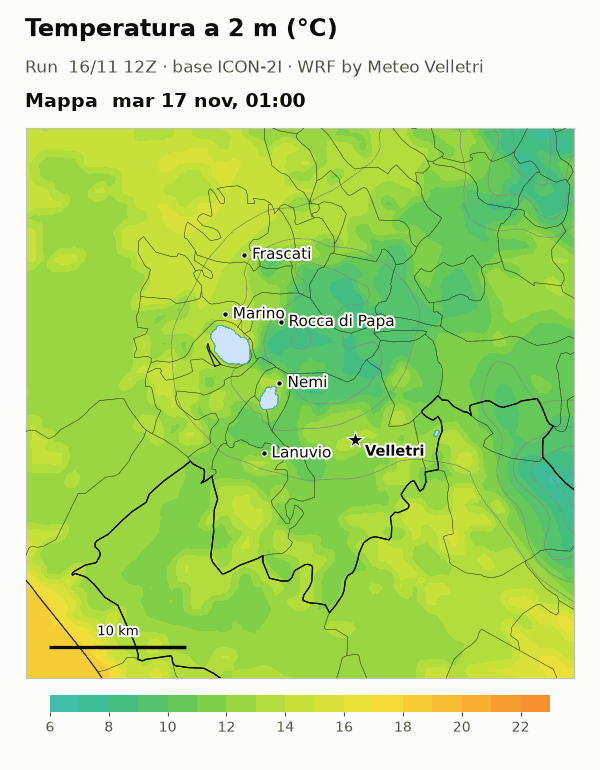 Temperatura a 2 m (°C)
Run  16/11 12Z · base ICON-2I · WRF by Meteo Velletri
Mappa  mar 17 nov, 01:00
Frascati
Marino
Rocca di Papa
Nemi
Velletri
Lanuvio
10 km
6 8 10 12 14 16 18 20 22